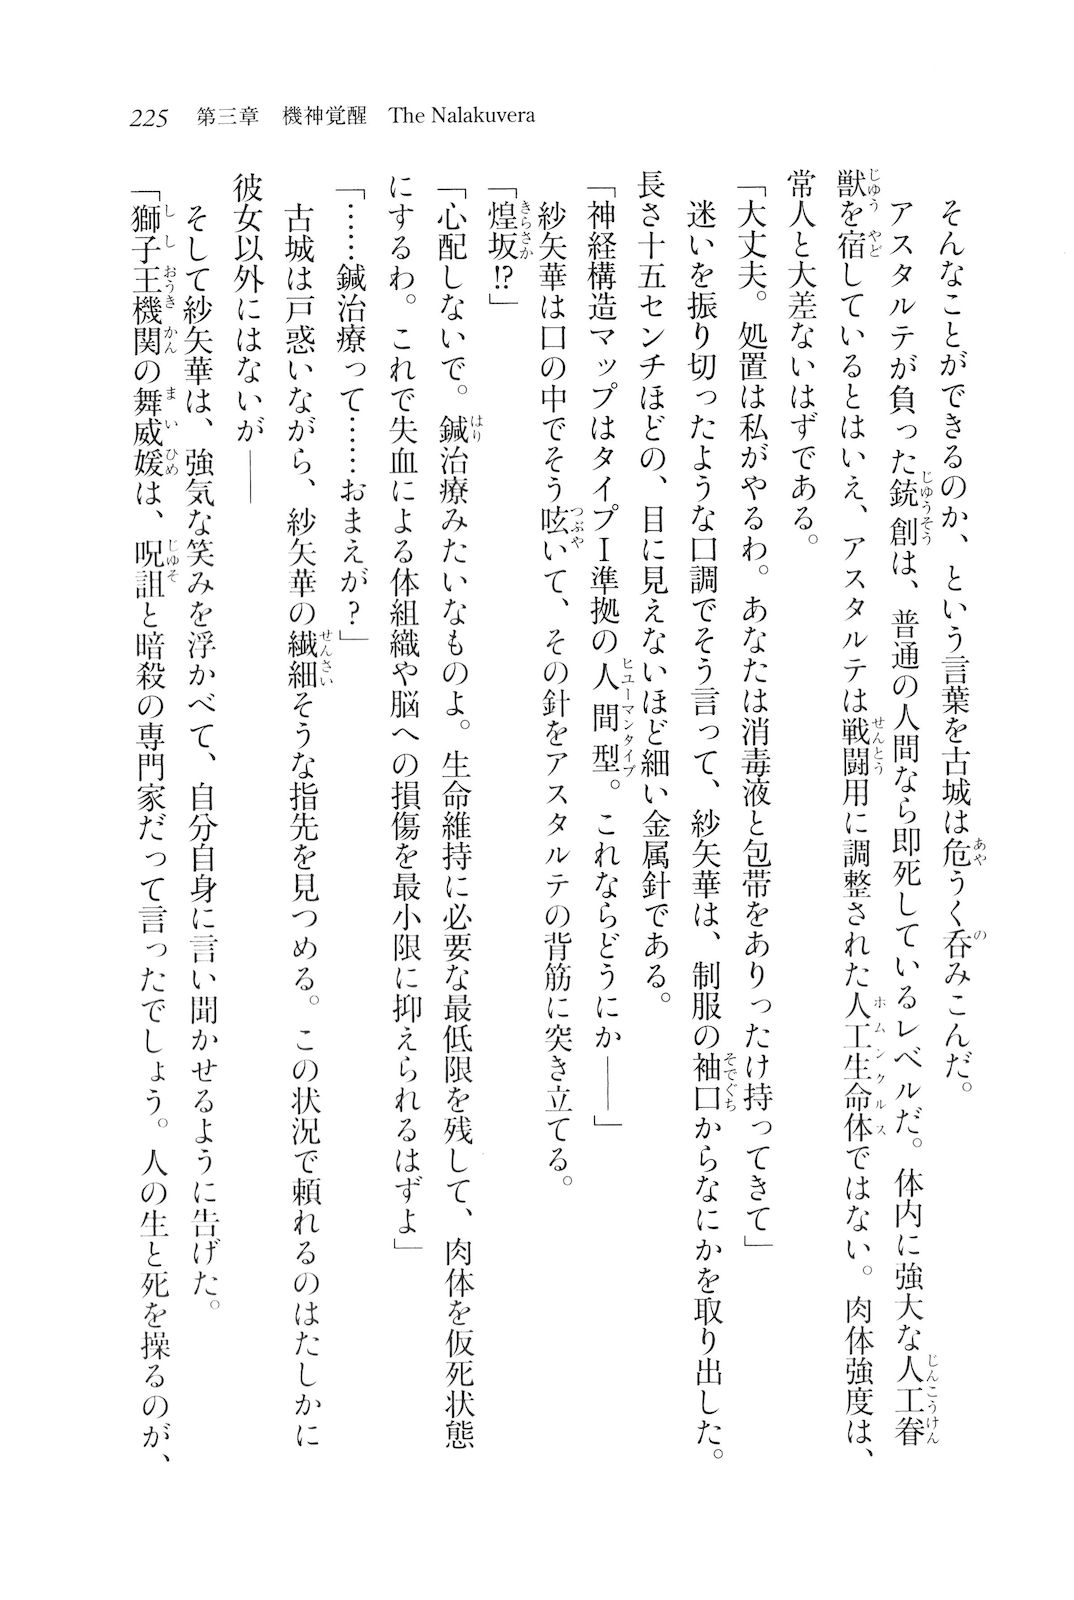 225 第三章　機神覚醒　The Nalakuvera
　そんなことができるのか、という言葉を古城は危うく呑みこんだ。
　アスタルテが負った銃創は、普通の人間なら即死しているレベルだ。体内に強大な人工眷
獣を宿しているとはいえ、アスタルテは戦闘用に調整された人工生命体ではない。肉体強度は、
常人と大差ないはずである。
「大丈夫。処置は私がやるわ。あなたは消毒液と包帯をありったけ持ってきて」
　迷いを振り切ったような口調でそう言って、紗矢華は、制服の袖口からなにかを取り出した。
長さ十五センチほどの、目に見えないほど細い金属針である。
「神経構造マップはタイプⅠ準拠の人間型。これならどうにか――」
　紗矢華は口の中でそう呟いて、その針をアスタルテの背筋に突き立てる。
「煌坂!?」
「心配しないで。鍼治療みたいなものよ。生命維持に必要な最低限を残して、肉体を仮死状態
にするわ。これで失血による体組織や脳への損傷を最小限に抑えられるはずよ」
「……鍼治療って……おまえが？」
　古城は戸惑いながら、紗矢華の繊細そうな指先を見つめる。この状況で頼れるのはたしかに
彼女以外にはないが――
　そして紗矢華は、強気な笑みを浮かべて、自分自身に言い聞かせるように告げた。
「獅子王機関の舞威媛は、呪詛と暗殺の専門家だって言ったでしょう。人の生と死を操るのが、